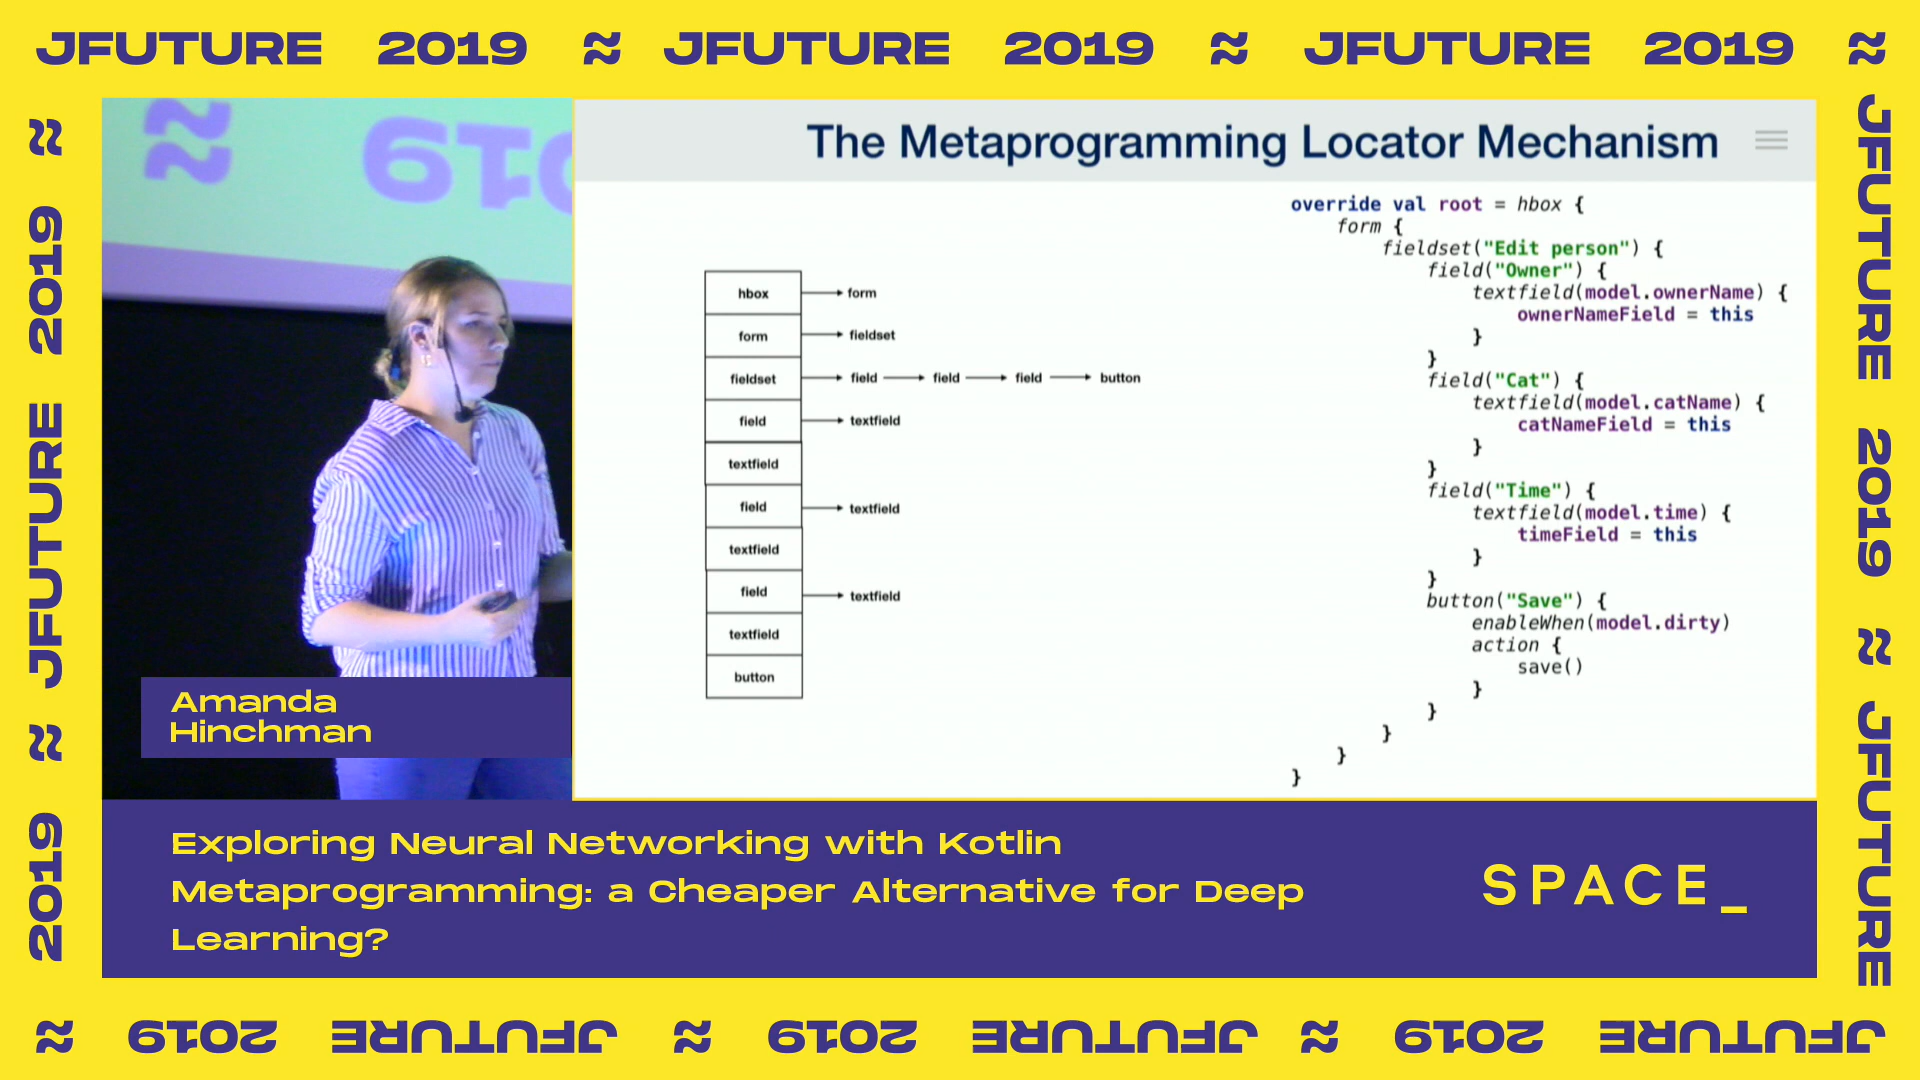 JFUTURE 2019 ≈ JFUTURE 2019 ≈ JFUTURE 2019 ≈
JFUTURE 2019 ≈ JFUTURE
2019 ≈ JFUTURE 2019 ≈
≈ 2019 JFUTURE ≈ 2019 JFUTURE ≈ 2019 JFUTURE
≈ 2019
The Metaprogramming Locator Mechanism
hbox form
form fieldset
fieldset field field field button
field textfield
textfield
field textfield
textfield
field textfield
textfield
button
override val root = hbox {
form {
fieldset("Edit person") {
field("Owner") {
textfield(model.ownerName) {
ownerNameField = this
}
}
field("Cat") {
textfield(model.catName) {
catNameField = this
}
}
field("Time") {
textfield(model.time) {
timeField = this
}
}
button("Save") {
enableWhen(model.dirty)
action {
save()
}
}
}
}
}
Amanda
Hinchman
Exploring Neural Networking with Kotlin
Metaprogramming: a Cheaper Alternative for Deep
Learning?
SPACE_